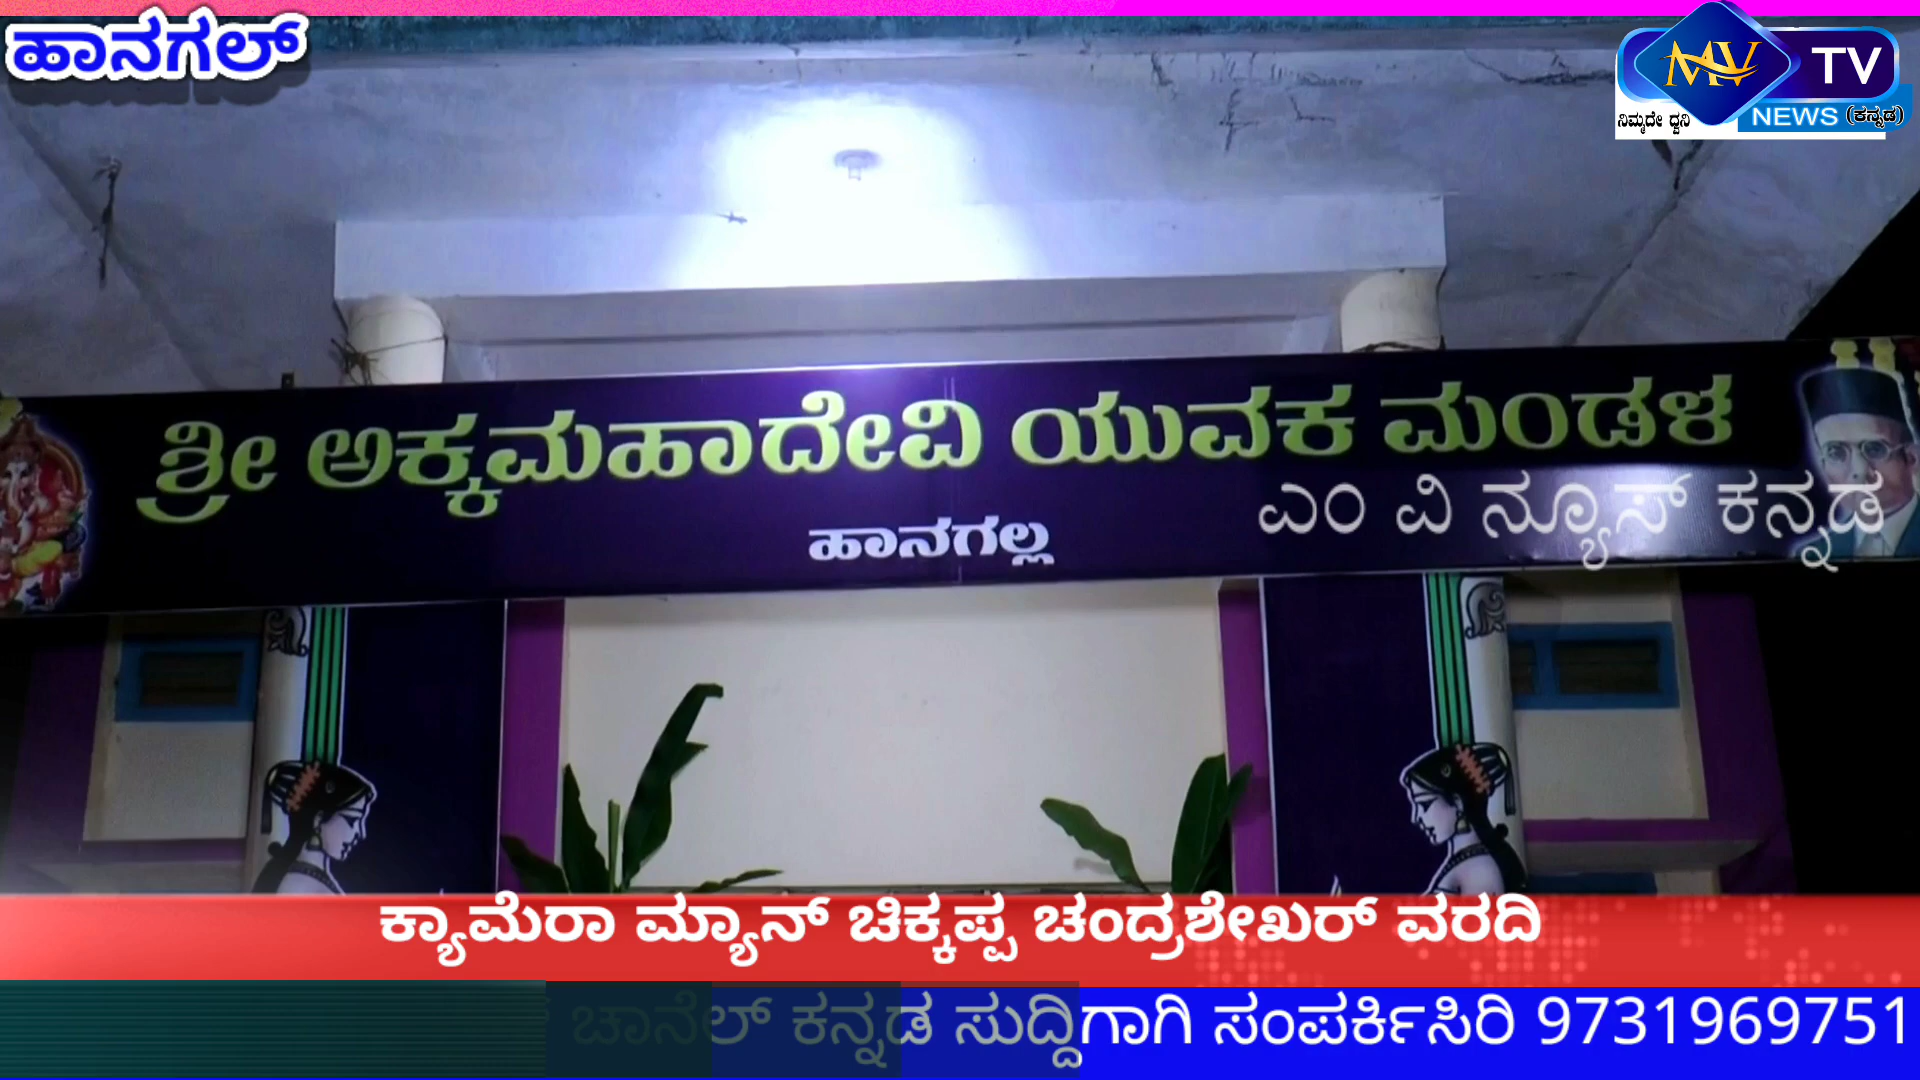 ಹಾನಗಲ್
MV TV
NEWS (ಕನ್ನಡ)
ನಿಮ್ಮದೇ ಧ್ವನಿ
ಶ್ರೀ ಅಕ್ಕಮಹಾದೇವಿ ಯುವಕ ಮಂಡಳ
ಎಂ ವಿ ನ್ಯೂಸ್ ಕನ್ನಡ
ಹಾನಗಲ್ಲ
ಕ್ಯಾಮೆರಾ ಮ್ಯಾನ್ ಚಿಕ್ಕಪ್ಪ ಚಂದ್ರಶೇಖರ್ ವರದಿ
ಚಾನೆಲ್ ಕನ್ನಡ ಸುದ್ದಿಗಾಗಿ ಸಂಪರ್ಕಿಸಿರಿ 9731969751